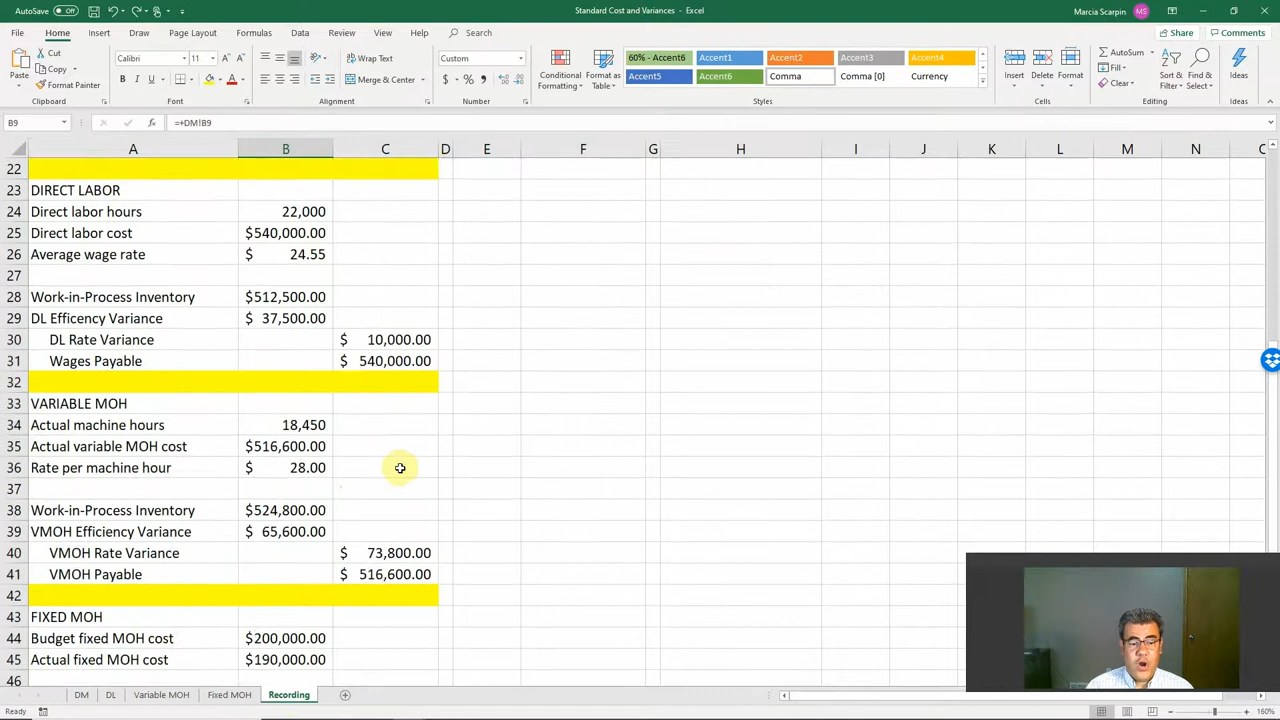 AutoSave Off Standard Cost and Variances - Excel Marcia Scarpin MS
File Home Insert Draw Page Layout Formulas Data Review View Help Search Share Comments
Cut Calibri 11 Wrap Text Custom 60% - Accent6 Accent1 Accent2 Accent3 Accent4 AutoSum
Paste Copy Format Painter B I U Merge & Center $ % Conditional Formatting Format as Table Accent5 Accent6 Comma Comma [0] Currency Insert Delete Format Fill Clear Sort & Filter Find & Select Ideas
Clipboard Font Alignment Number Styles Cells Editing Ideas
B9 fx =+DM!B9
A B C D E F G H I J K L M N
22
23 DIRECT LABOR
24 Direct labor hours 22,000
25 Direct labor cost $540,000.00
26 Average wage rate $ 24.55
27
28 Work-in-Process Inventory $512,500.00
29 DL Efficency Variance $ 37,500.00
30 DL Rate Variance $ 10,000.00
31 Wages Payable $ 540,000.00
32
33 VARIABLE MOH
34 Actual machine hours 18,450
35 Actual variable MOH cost $516,600.00
36 Rate per machine hour $ 28.00
37
38 Work-in-Process Inventory $524,800.00
39 VMOH Efficiency Variance $ 65,600.00
40 VMOH Rate Variance $ 73,800.00
41 VMOH Payable $ 516,600.00
42
43 FIXED MOH
44 Budget fixed MOH cost $200,000.00
45 Actual fixed MOH cost $190,000.00
46
DM DL Variable MOH Fixed MOH Recording
160%